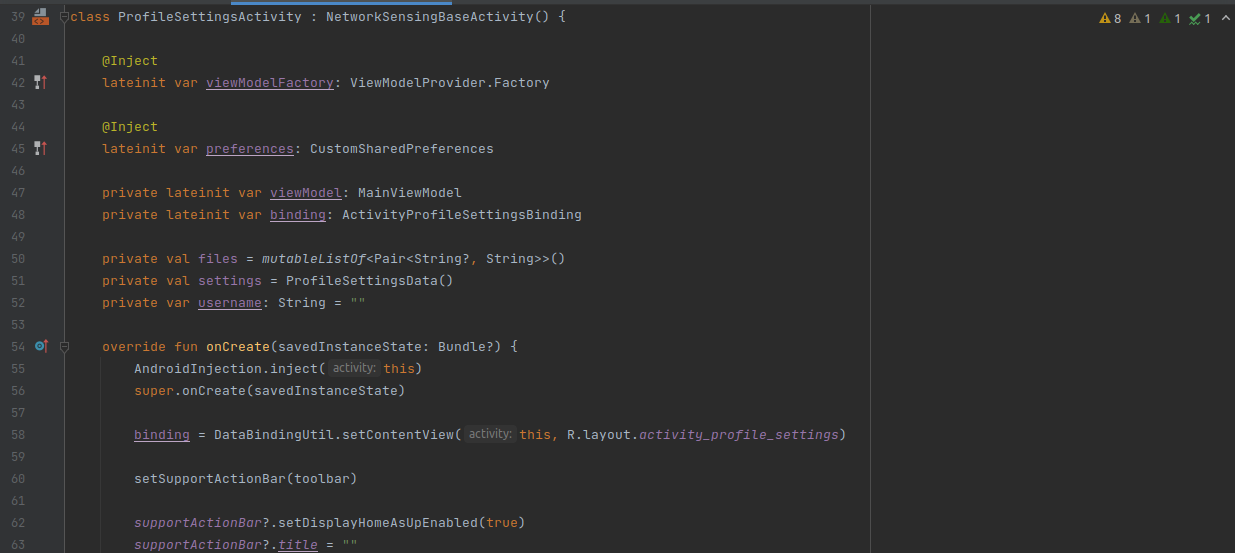 39 class ProfileSettingsActivity : NetworkSensingBaseActivity() { 8 1 1 1
40
41 @Inject
42 lateinit var viewModelFactory: ViewModelProvider.Factory
43
44 @Inject
45 lateinit var preferences: CustomSharedPreferences
46
47 private lateinit var viewModel: MainViewModel
48 private lateinit var binding: ActivityProfileSettingsBinding
49
50 private val files = mutableListOf<Pair<String?, String>>()
51 private val settings = ProfileSettingsData()
52 private var username: String = ""
53
54 override fun onCreate(savedInstanceState: Bundle?) {
55 AndroidInjection.inject( activity: this)
56 super.onCreate(savedInstanceState)
57
58 binding = DataBindingUtil.setContentView( activity: this, R.layout.activity_profile_settings)
59
60 setSupportActionBar(toolbar)
61
62 supportActionBar?.setDisplayHomeAsUpEnabled(true)
63 supportActionBar?.title = ""